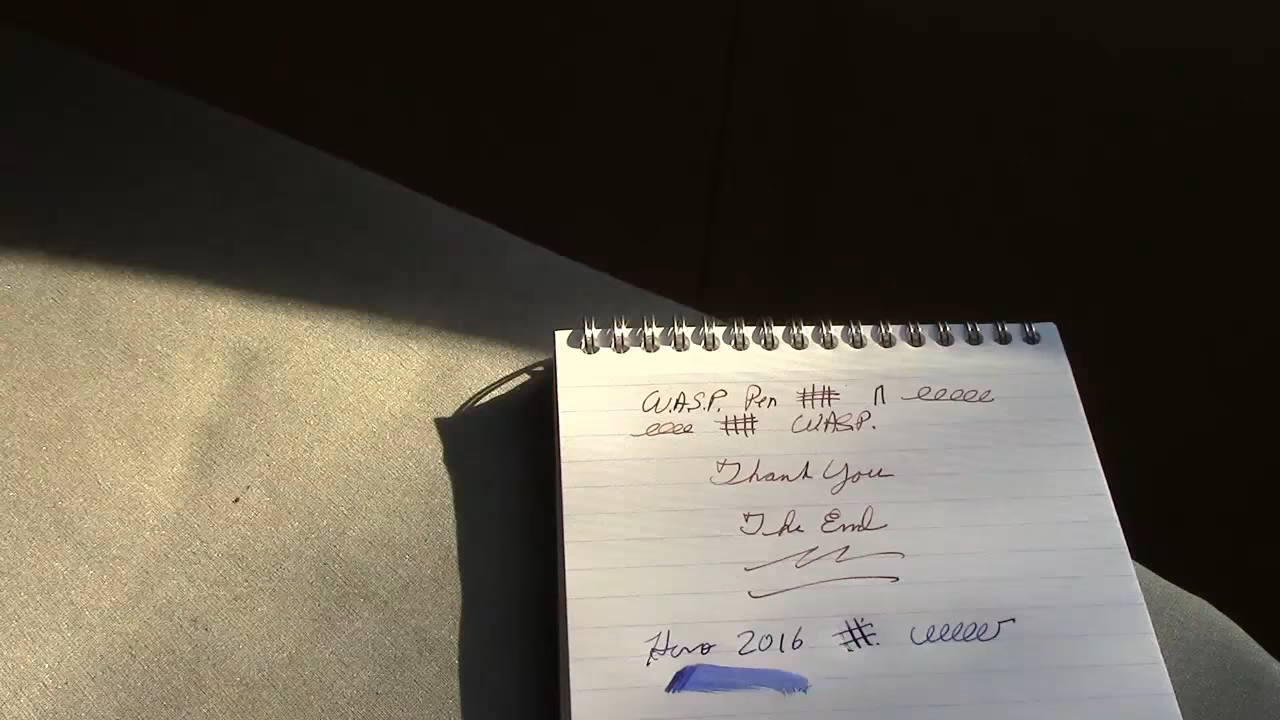 W.A.S.P. Pen ## n
## W.A.S.P.
Thank You
The End
Hero 2016 #